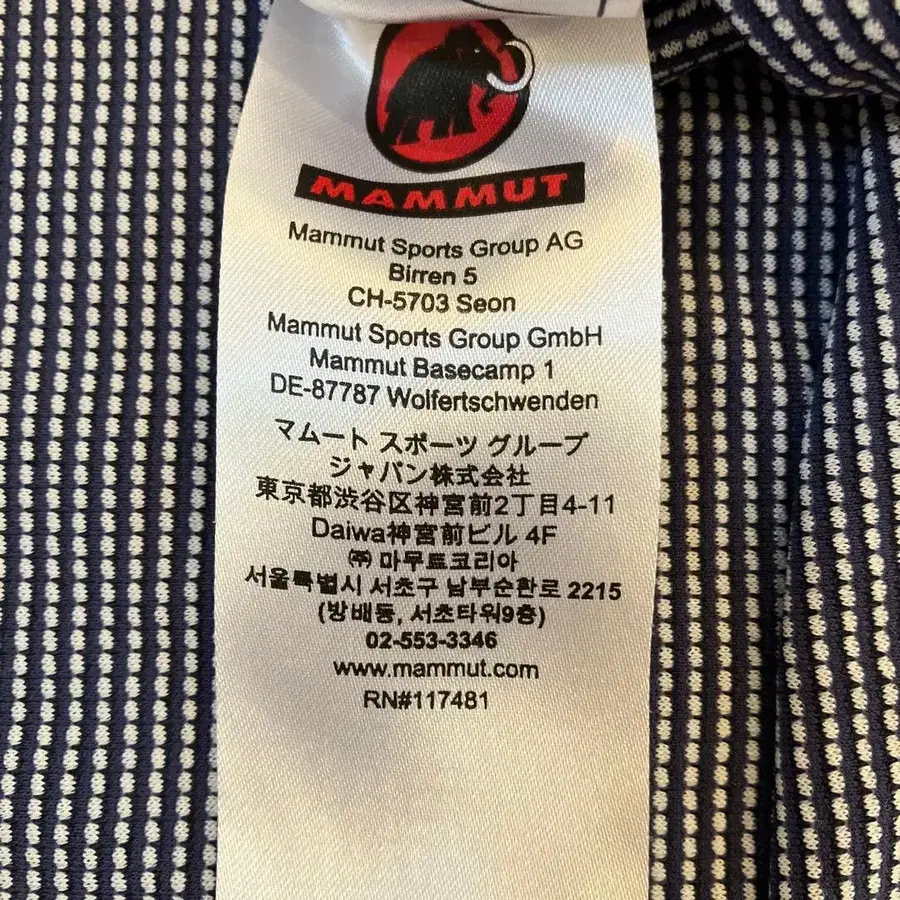 MAMMUT
Mammut Sports Group AG
Birren 5
CH-5703 Seon
Mammut Sports Group GmbH
Mammut Basecamp 1
DE-87787 Wolfertschwenden
マムート スポーツ グループ
ジャパン株式会社
東京都渋谷区神宮前2丁目4-11
Daiwa神宮前ビル 4F
㈜ 마무트코리아
서울특별시 서초구 남부순환로 2215
(방배동, 서초타워9층)
02-553-3346
www.mammut.com
RN#117481